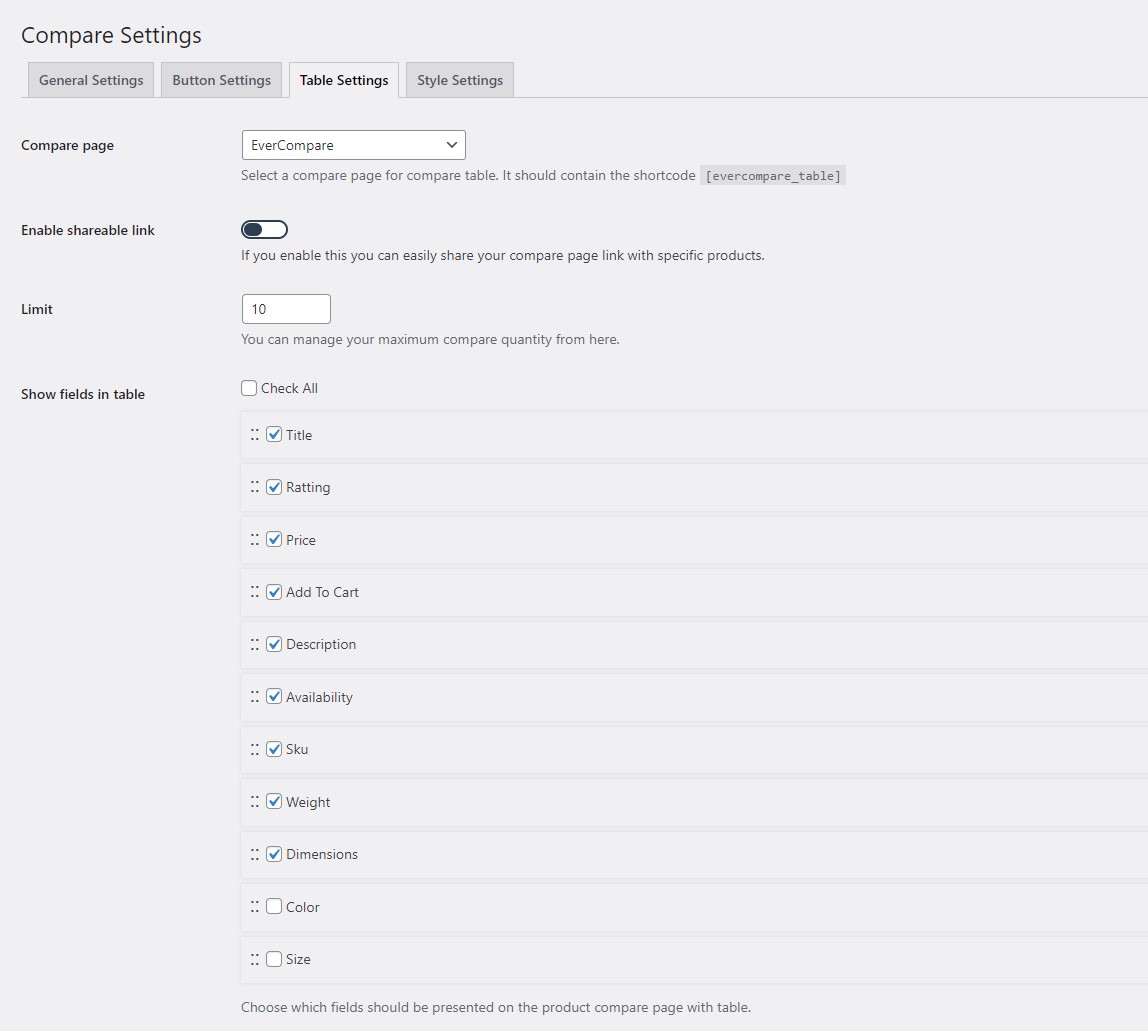 Compare Settings
General Settings Button Settings Table Settings Style Settings
Compare page EverCompare
Select a compare page for compare table. It should contain the shortcode [evercompare_table]
Enable shareable link
If you enable this you can easily share your compare page link with specific products.
Limit 10
You can manage your maximum compare quantity from here.
Show fields in table Check All
Title
Ratting
Price
Add To Cart
Description
Availability
Sku
Weight
Dimensions
Color
Size
Choose which fields should be presented on the product compare page with table.